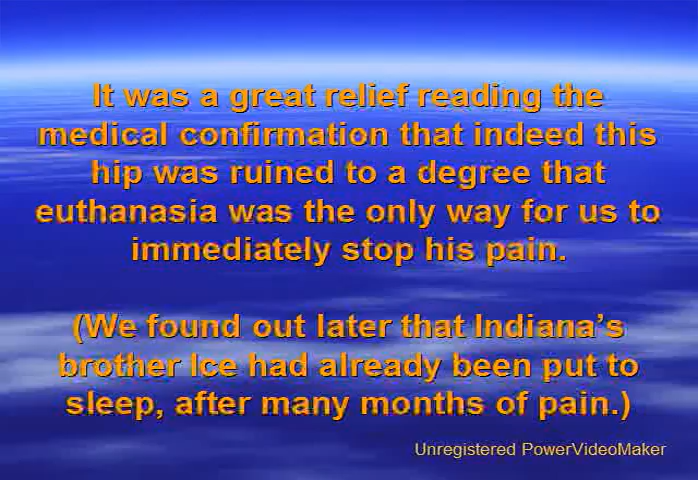 It was a great relief reading the
medical confirmation that indeed this
hip was ruined to a degree that
euthanasia was the only way for us to
immediately stop his pain.
(We found out later that Indiana's
brother Ice had already been put to
sleep, after many months of pain.)
Unregistered PowerVideoMaker